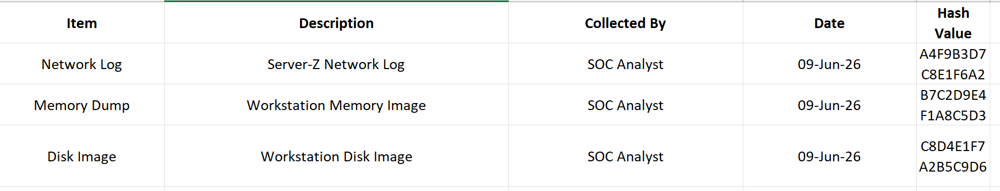 Item Description Collected By Date Hash Value
Network Log Server-Z Network Log SOC Analyst 09-Jun-26 A4F9B3D7
C8E1F6A2
Memory Dump Workstation Memory Image SOC Analyst 09-Jun-26 B7C2D9E4
F1A8C5D3
Disk Image Workstation Disk Image SOC Analyst 09-Jun-26 C8D4E1F7
A2B5C9D6